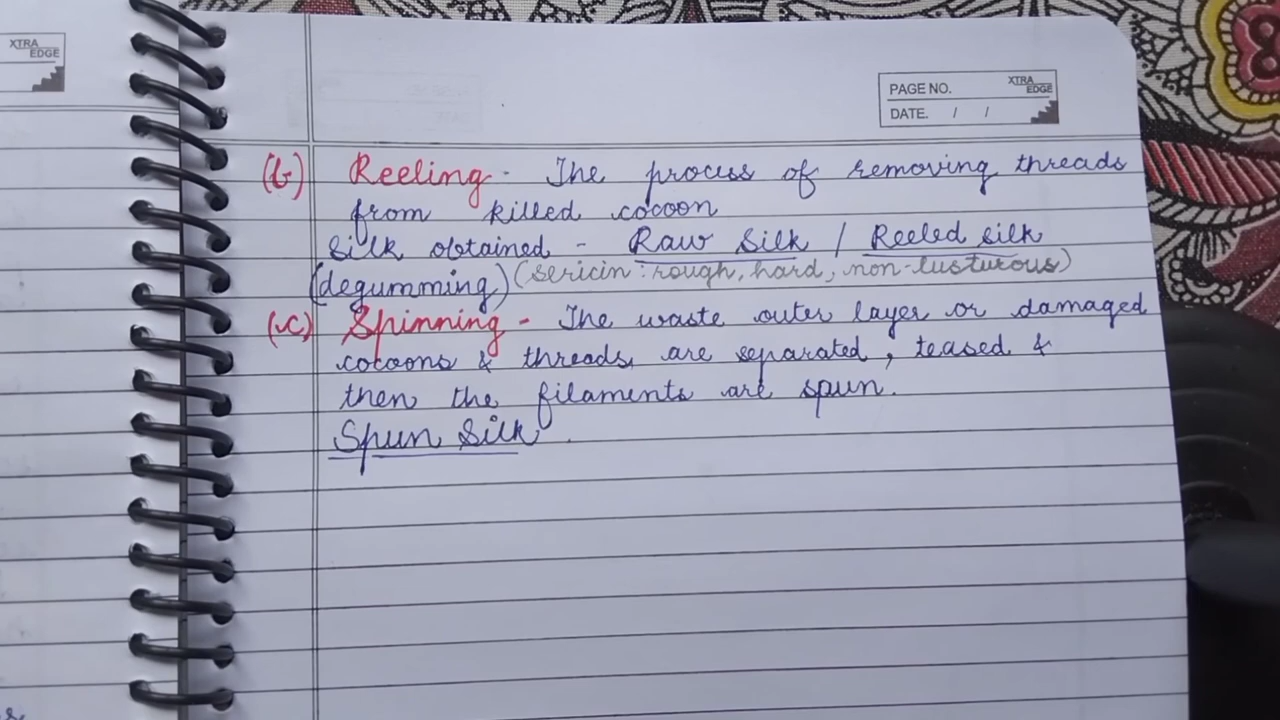 XTRA
EDGE
PAGE NO.
XTRA
EDGE
DATE. / /
(b) Reeling - The process of removing threads
from killed cocoon
Silk obtained - Raw Silk / Reeled silk
(degumming) (sericin : rough, hard, non-lusturous)
(c) Spinning - The waste outer layer or damaged
cocoons & threads are separated, teased &
then the filaments are spun.
Spun Silk.